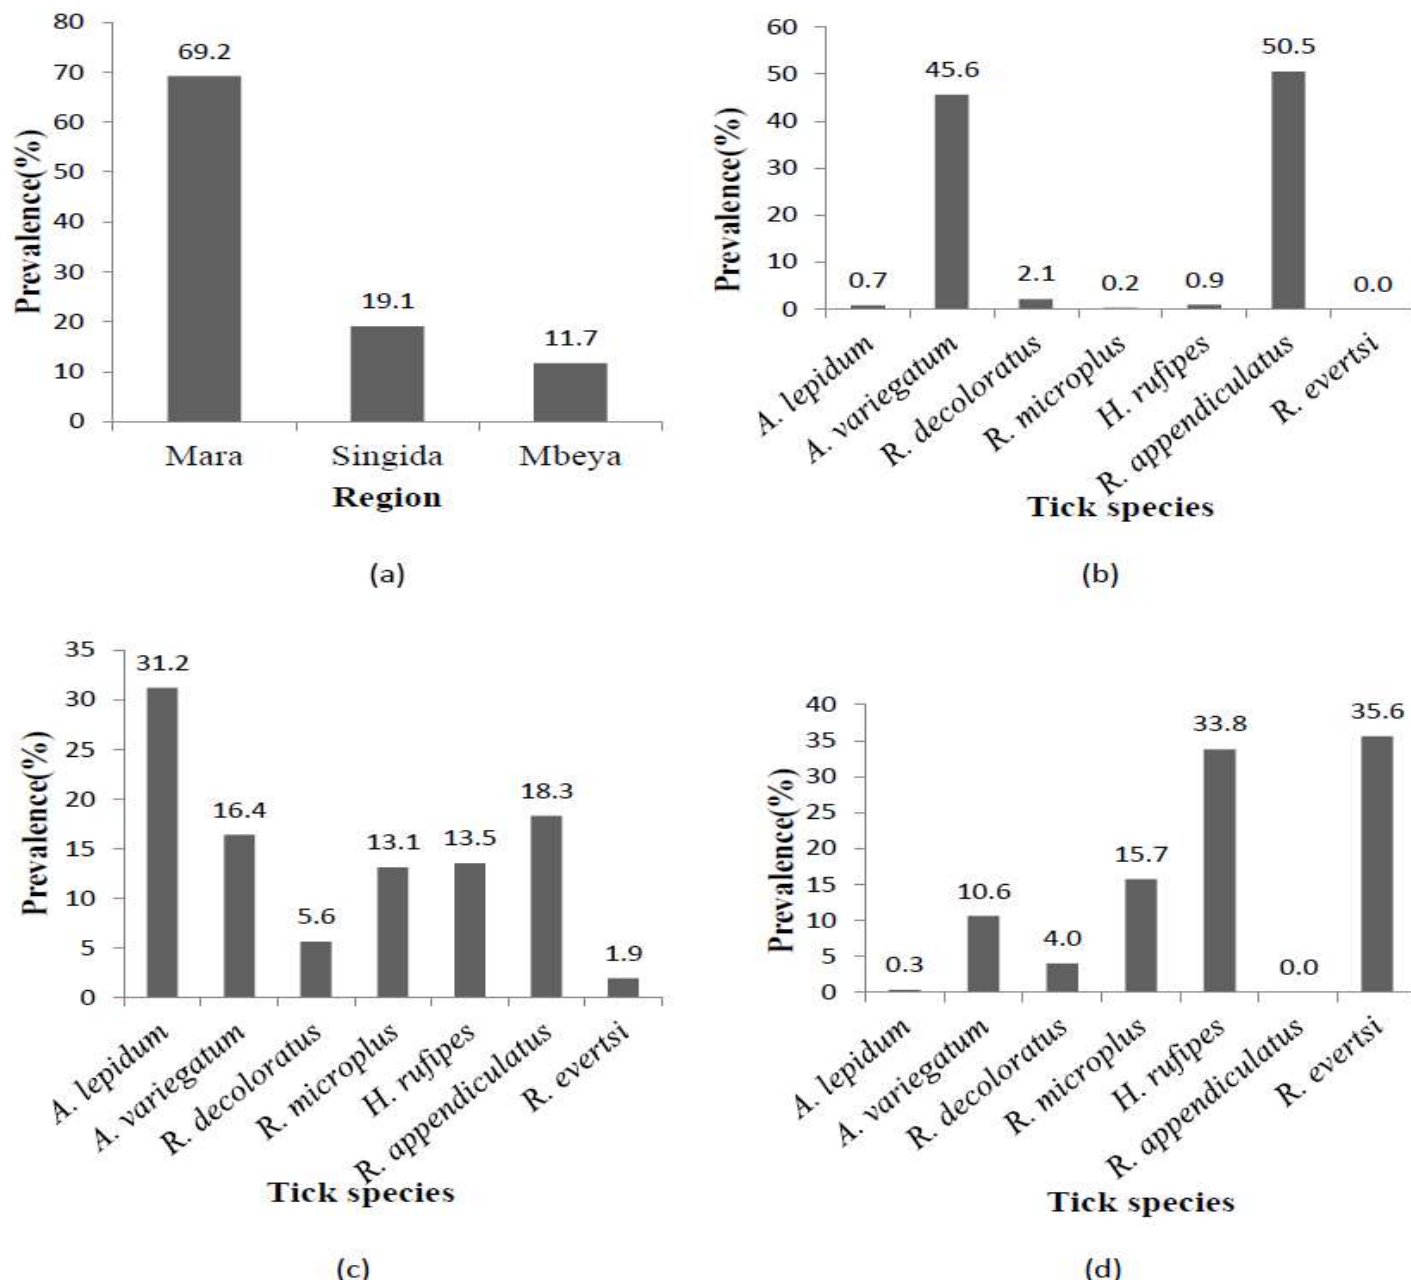 80
70
60
50
40
30
20
10
0
Prevalence(%)
69.2
19.1
11.7
Mara
Singida
Mbeya
Region
(a)
60
50
40
30
20
10
0
Prevalence(%)
0.7
45.6
2.1
0.2
0.9
50.5
0.0
A. lepidum
A. variegatum
R. decoloratus
R. microplus
H. rufipes
R. appendiculatus
R. evertsi
Tick species
(b)
35
30
25
20
15
10
5
0
Prevalence(%)
31.2
16.4
5.6
13.1
13.5
18.3
1.9
A. lepidum
A. variegatum
R. decoloratus
R. microplus
H. rufipes
R. appendiculatus
R. evertsi
Tick species
(c)
40
35
30
25
20
15
10
5
0
Prevalence(%)
0.3
10.6
4.0
15.7
33.8
0.0
35.6
A. lepidum
A. variegatum
R. decoloratus
R. microplus
H. rufipes
R. appendiculatus
R. evertsi
Tick species
(d)